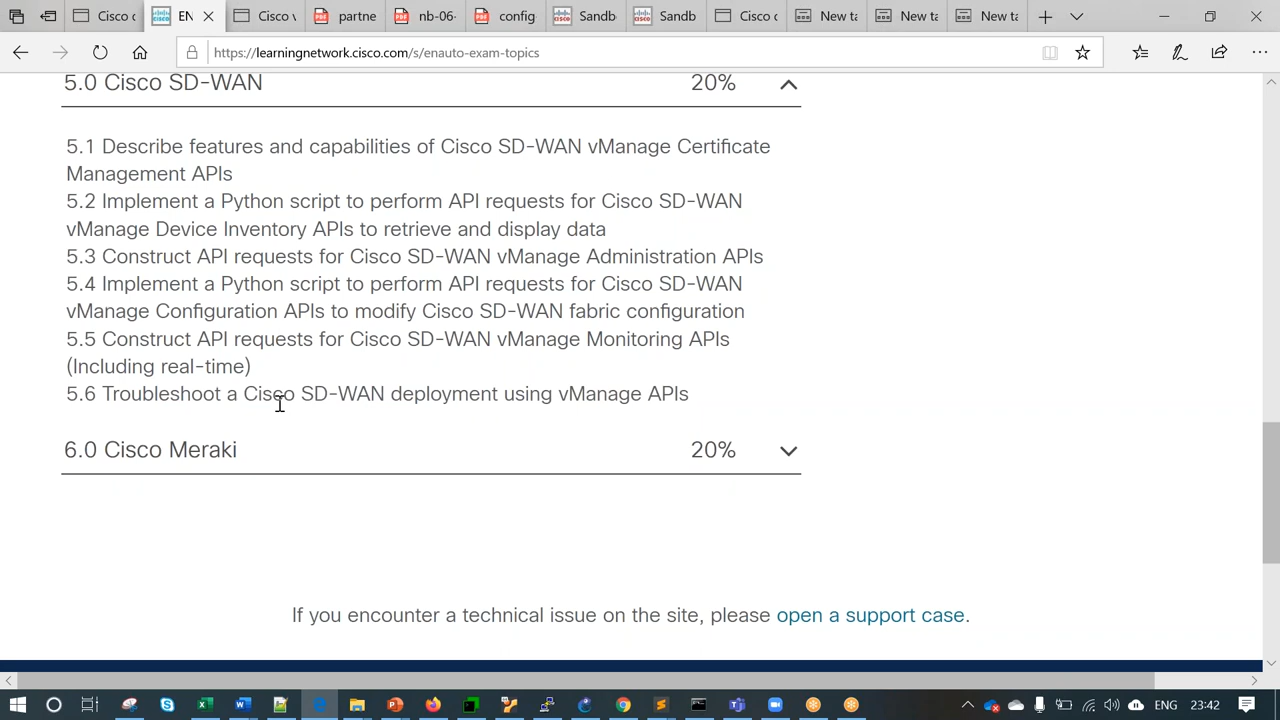 Cisco c
EN
Cisco v
partne
nb-06-
config
Sandb
Sandb
Cisco c
New ta
New ta
New ta
https://learningnetwork.cisco.com/s/enauto-exam-topics
5.0 Cisco SD-WAN 20%
5.1 Describe features and capabilities of Cisco SD-WAN vManage Certificate
Management APIs
5.2 Implement a Python script to perform API requests for Cisco SD-WAN
vManage Device Inventory APIs to retrieve and display data
5.3 Construct API requests for Cisco SD-WAN vManage Administration APIs
5.4 Implement a Python script to perform API requests for Cisco SD-WAN
vManage Configuration APIs to modify Cisco SD-WAN fabric configuration
5.5 Construct API requests for Cisco SD-WAN vManage Monitoring APIs
(Including real-time)
5.6 Troubleshoot a Cisco SD-WAN deployment using vManage APIs
6.0 Cisco Meraki 20%
If you encounter a technical issue on the site, please open a support case.
ENG 23:42